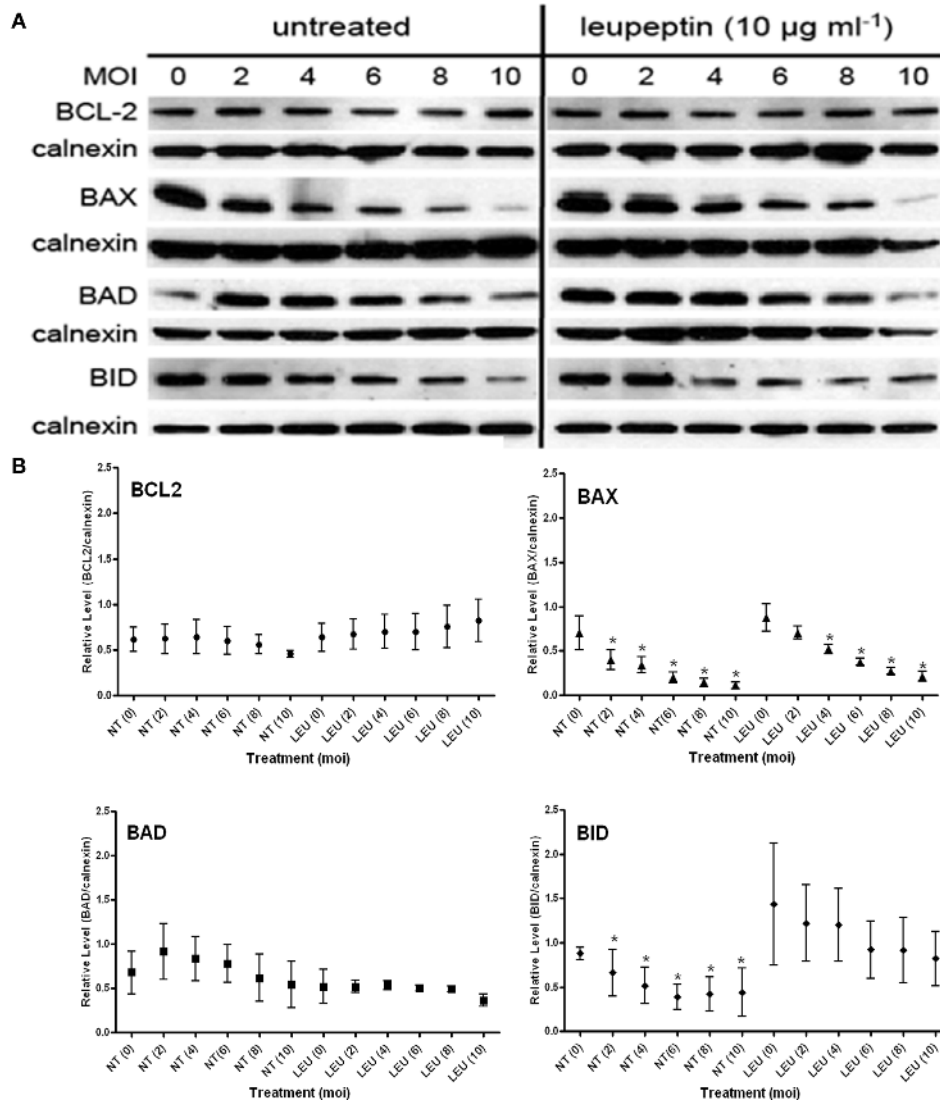 A
untreated
leupeptin (10 µg ml-1)
MOI 0 2 4 6 8 10 0 2 4 6 8 10
BCL-2
calnexin
BAX
calnexin
BAD
calnexin
BID
calnexin
B
BCL2
Relative Level (BCL2/calnexin)
2.5
2.0
1.5
1.0
0.5
0.0
NT (0) NT (2) NT (4) NT (6) NT (8) NT (10) LEU (0) LEU (2) LEU (4) LEU (6) LEU (8) LEU (10)
Treatment (moi)
BAX
Relative Level (BAX/calnexin)
2.5
2.0
1.5
1.0
0.5
0.0
* * * * * * * * *
NT (0) NT (2) NT (4) NT(6) NT (8) NT (10) LEU (0) LEU (2) LEU (4) LEU (6) LEU (8) LEU (10)
Treatment (moi)
BAD
Relative Level (BAD/calnexin)
2.5
2.0
1.5
1.0
0.5
0.0
NT (0) NT (2) NT (4) NT(6) NT (8) NT (10) LEU (0) LEU (2) LEU (4) LEU (6) LEU (8) LEU (10)
Treatment (moi)
BID
Relative Level (BID/calnexin)
2.5
2.0
1.5
1.0
0.5
0.0
* * * * *
NT (0) NT (2) NT (4) NT(6) NT (8) NT (10) LEU (0) LEU (2) LEU (4) LEU (6) LEU (8) LEU (10)
Treatment (moi)